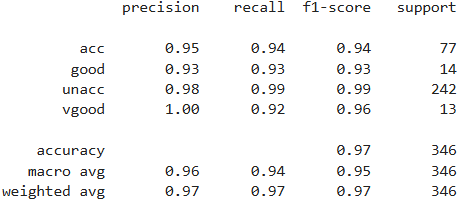 precision recall f1-score support
acc 0.95 0.94 0.94 77
good 0.93 0.93 0.93 14
unacc 0.98 0.99 0.99 242
vgood 1.00 0.92 0.96 13
accuracy 0.97 346
macro avg 0.96 0.94 0.95 346
weighted avg 0.97 0.97 0.97 346